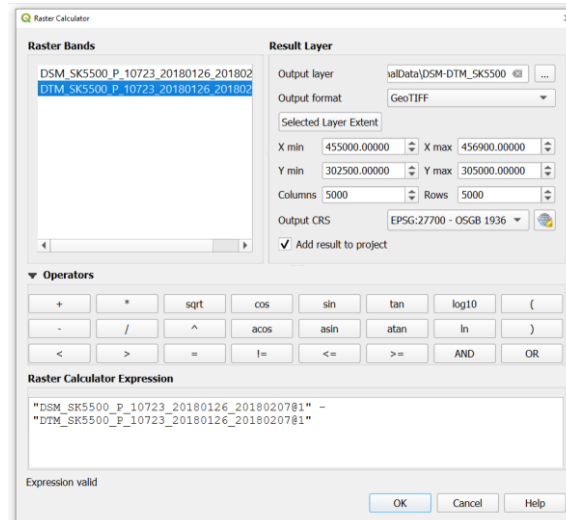 Raster Calculator
Raster Bands
DSM_SK5500_P_10723_20180126_201802
DTM_SK5500_P_10723_20180126_201802
Result Layer
Output layer nalData\DSM-DTM_SK5500 ...
Output format GeoTIFF
Selected Layer Extent
X min 455000.00000 X max 456900.00000
Y min 302500.00000 Y max 305000.00000
Columns 5000 Rows 5000
Output CRS EPSG:27700 - OSGB 1936
Add result to project
Operators
+ * sqrt cos sin tan log10 (
- / ^ acos asin atan ln )
< > = != <= >= AND OR
Raster Calculator Expression
"DSM_SK5500_P_10723_20180126_20180207@1" -
"DTM_SK5500_P_10723_20180126_20180207@1"
Expression valid
OK Cancel Help